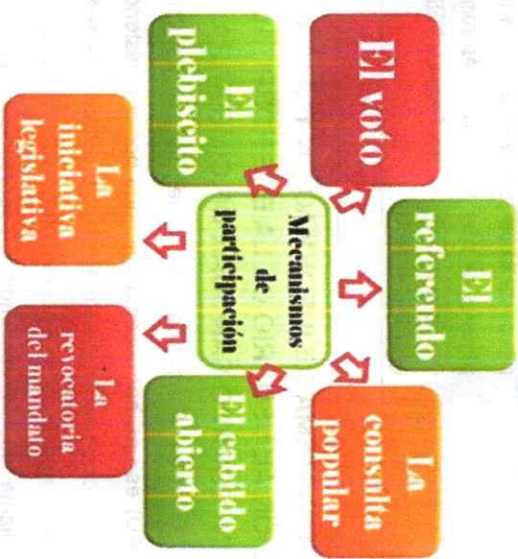 El voto
El
referendo
La
consulta
popular
El
plebiscito
Mecanismos
de
participación
El cabildo
abierto
La
iniciativa
legislativa
La
revocatoria
del mandato